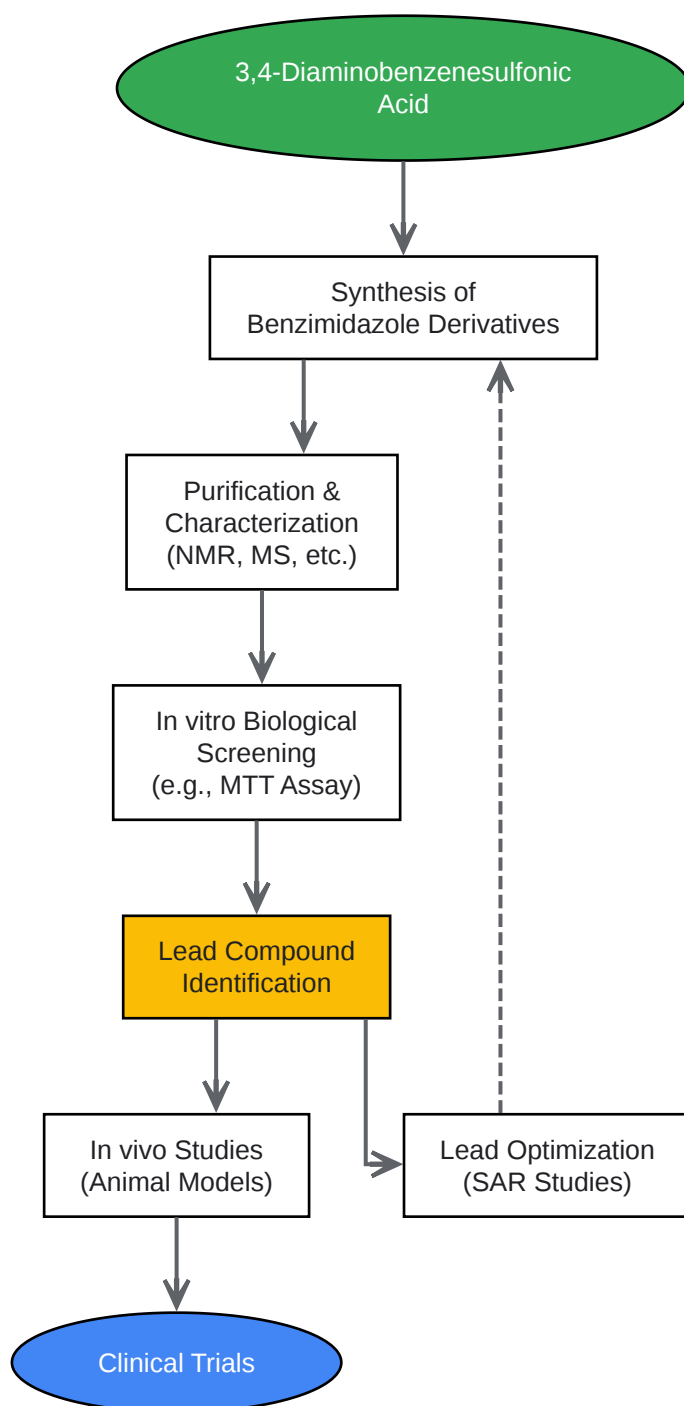 3,4-Diaminobenzenesulfonic
Acid
Synthesis of
Benzimidazole Derivatives
Purification &
Characterization
(NMR, MS, etc.)
In vitro Biological
Screening
(e.g., MTT Assay)
Lead Compound
Identification
In vivo Studies
(Animal Models)
Lead Optimization
(SAR Studies)
Clinical Trials